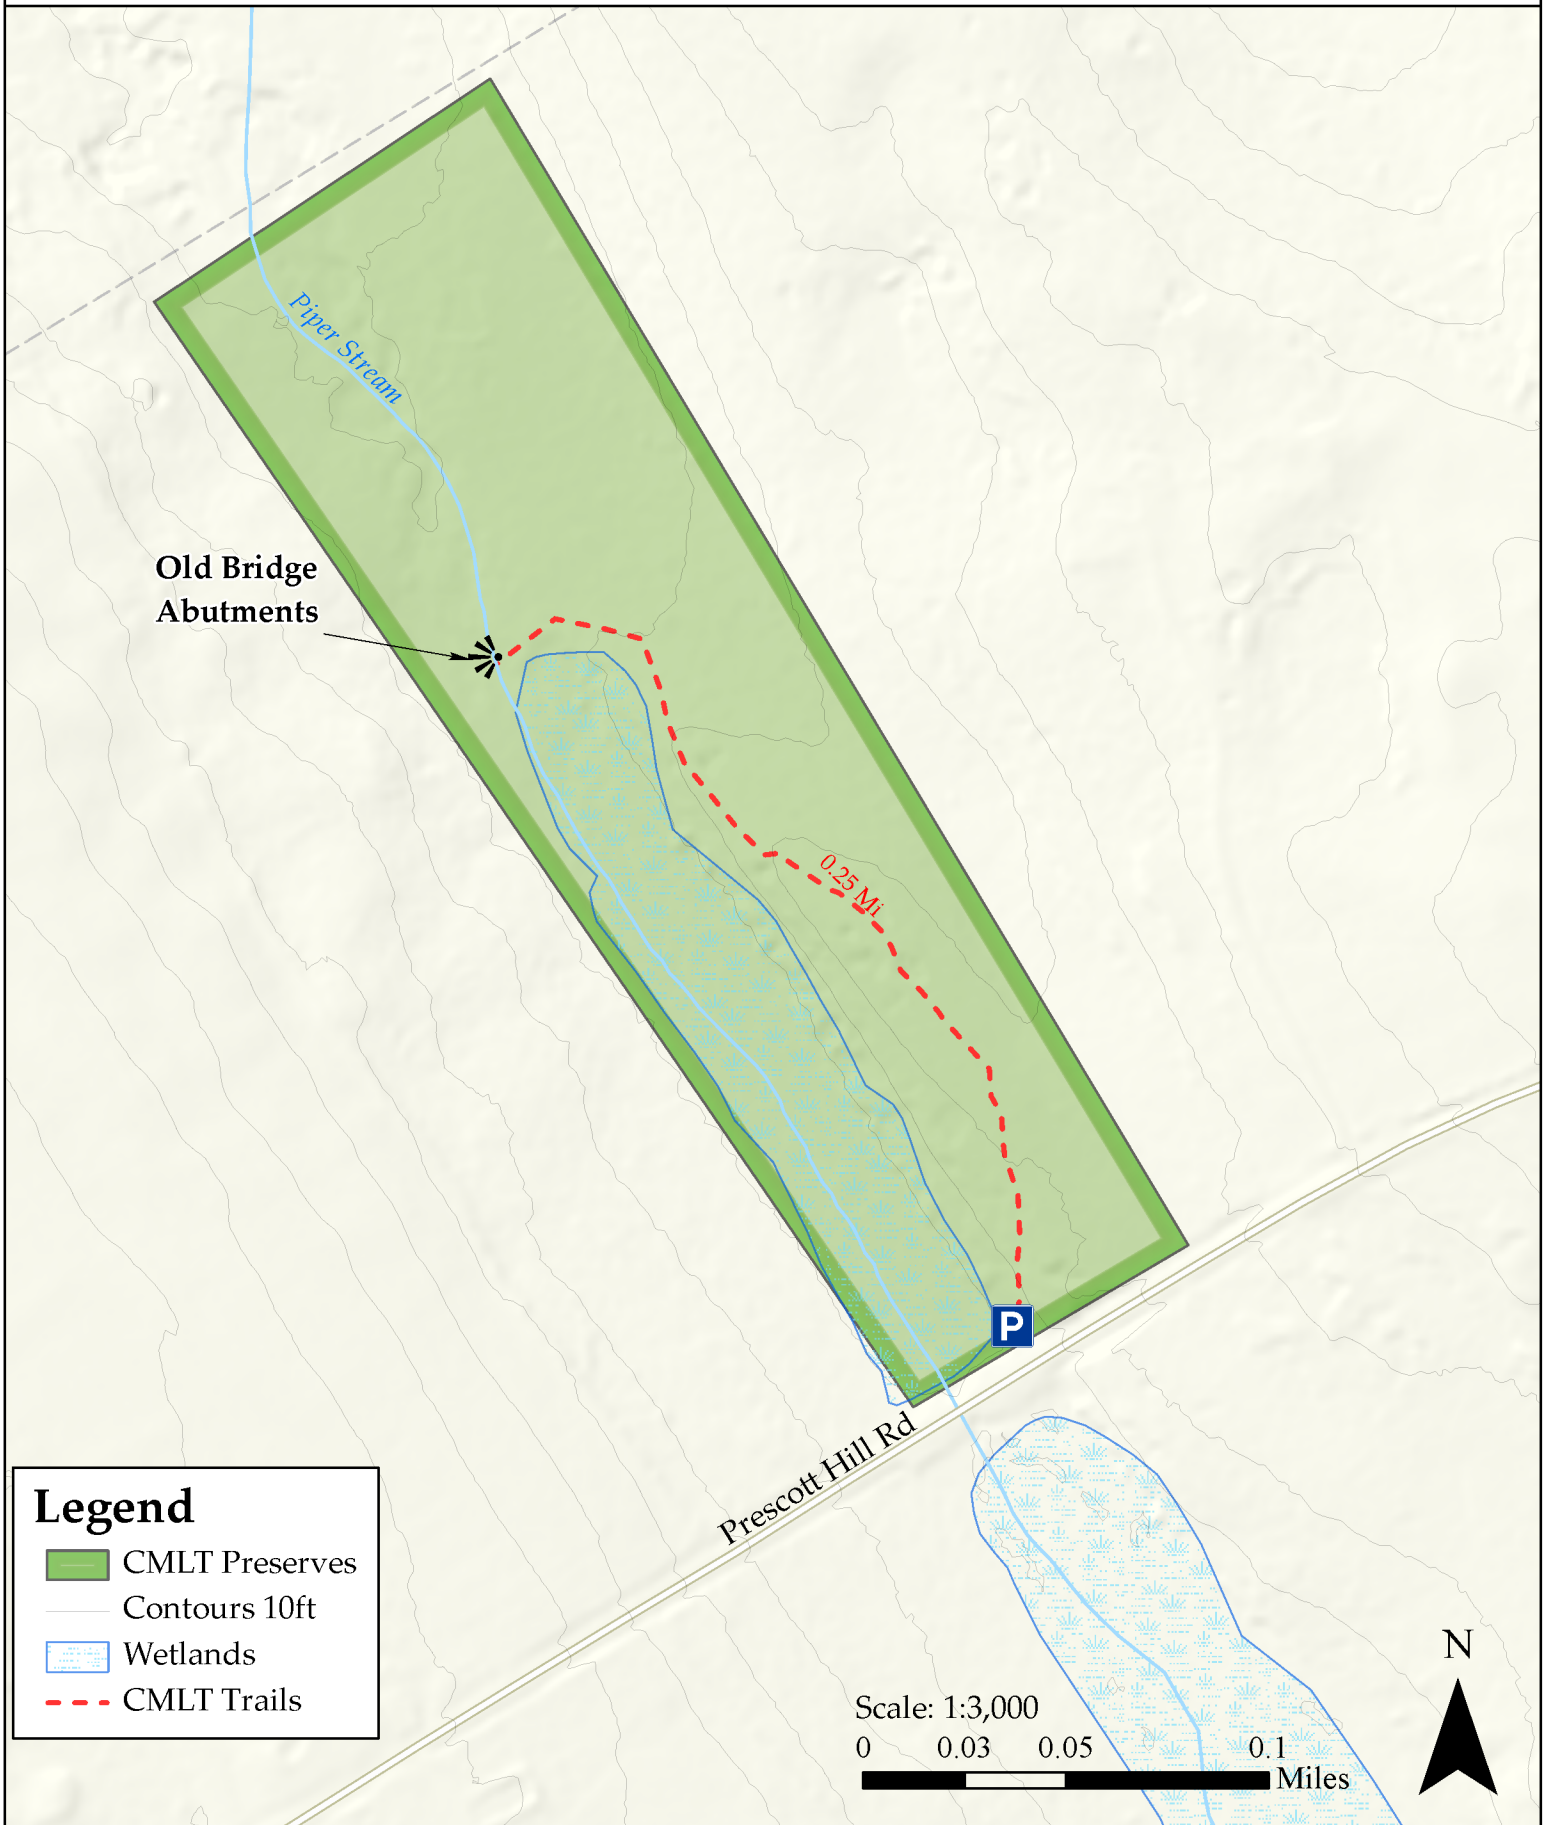 Piper Stream
Old Bridge
Abutments
0.25 Mi
P
Prescott Hill Rd
Legend
CMLT Preserves
Contours 10ft
Wetlands
CMLT Trails
N
Scale: 1:3,000
0 0.03 0.05 0.1
Miles